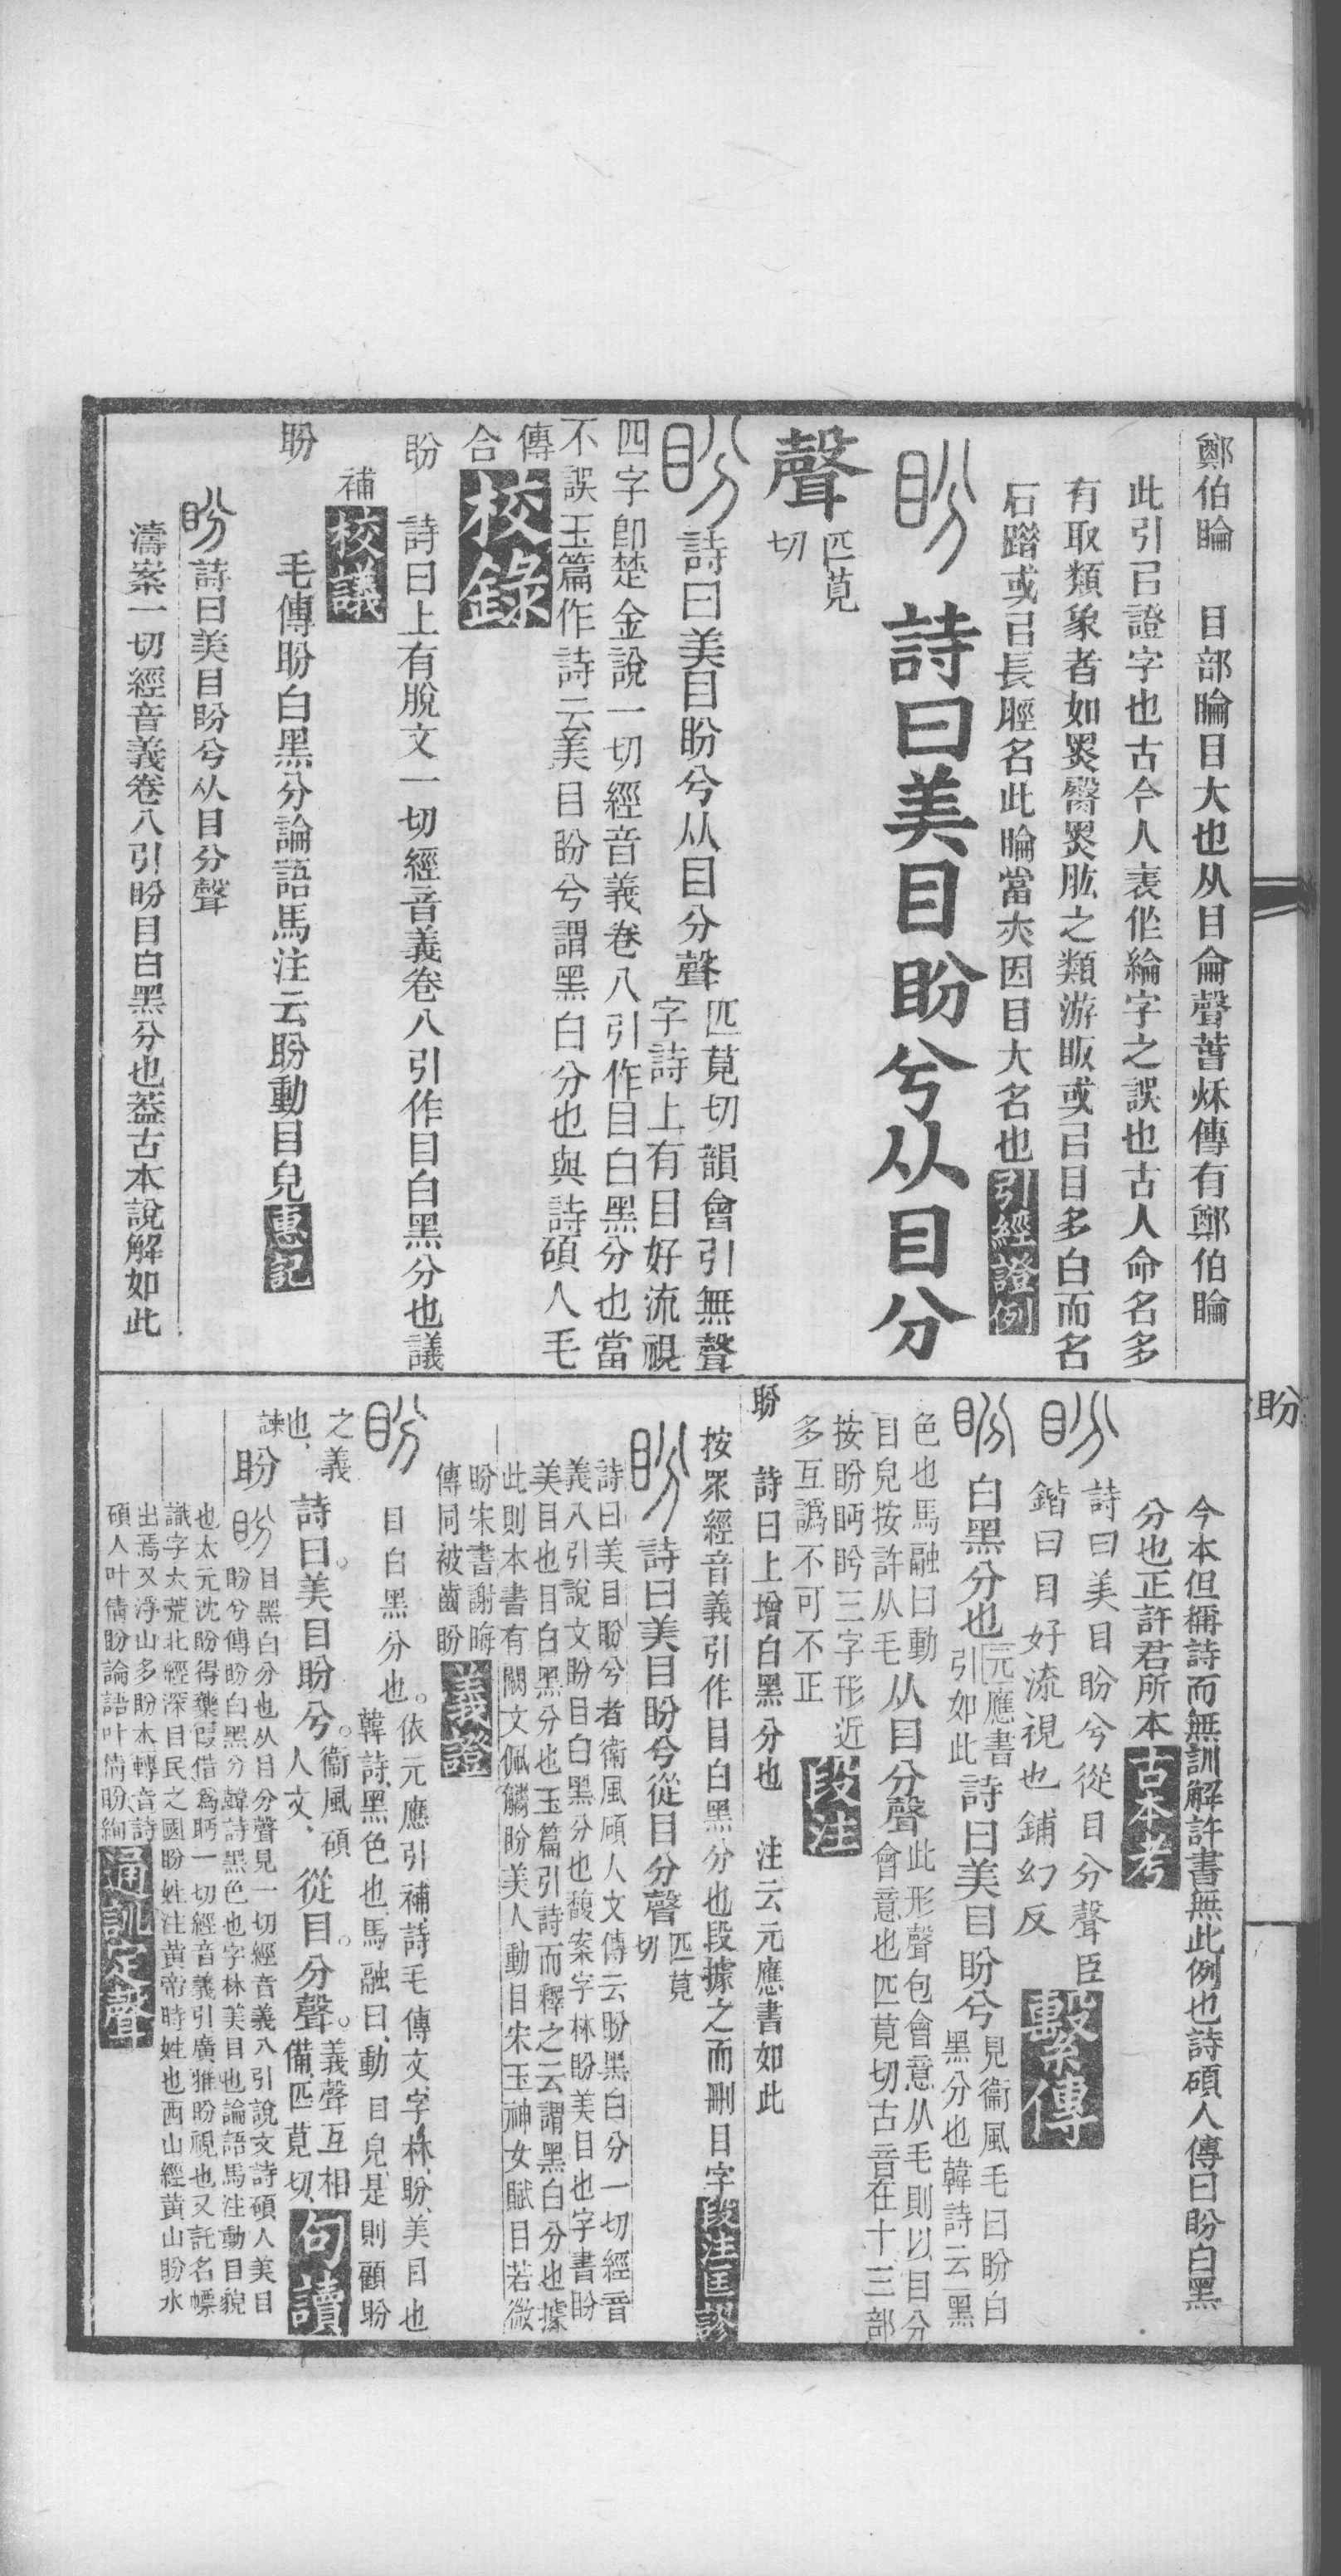 鄭伯睔　目部睔目大也从目侖聲萅秌傳有鄭伯睔
此引㠯證字也古今人表作綸字之誤也古人命名多
有取類象者如黑臀黑肱之類游眅或㠯目多白而名
石䠧或㠯長脛名此睔當亦因目大名也引經證例
盼　詩曰美目盼兮从目分
聲匹莧切
盼詩曰美目盼兮从目分聲匹莧切韻會引無聲字詩上有目好流視
四字卽楚金說一切經音義卷八引作目白黑分也當
不誤玉篇作詩云美目盼兮謂黑白分也與詩碩人毛
傳合校錄
盼　詩曰上有脫文一切經音義卷八引作目白黑分也議
補校議
盼　毛傳盼白黑分論語馬注云盼動目皃惠記
盼詩曰美目盼兮从目分聲
濤案一切經音義卷八引盼目白黑分也葢古本說解如此
今本但稱詩而無訓解許書無此例也詩碩人傳曰盼白黑
分也正許君所本古本考
盼　詩曰美目盼兮從目分聲臣
鍇曰目好流視也鋪幻反繫傳
盼白黑分也元應書引如此詩曰美目盼兮見衞風毛曰盼白黑分也韓詩云黑
色也馬融曰動目皃按許从毛从目分聲此形聲包會意从毛則以目分會意也匹莧切古音在十三部
按盼眄盻三字形近多互譌不可不正段注
盼　詩曰上增白黑分也　注云元應書如此
按眾經音義引作目白黑分也段據之而刪目字段注匡謬
盼詩曰美目盼兮從目分聲匹莧切
詩曰美目盼兮者衛風碩人文傳云盼黑白分一切經音
義八引說文盼目白黑分也馥案字林盼美目也字書盼
美目也目白黑分也玉篇引詩而釋之云謂黑白分也據
此則本書有闕文佩觿盼美人動目宋玉神女賦目若微
盼宋書謝晦
傳同被齒盼義證
盼目白黑分也。依元應引補、詩毛傳文、字林、盼、美目也、韓詩、黑色也、馬融曰、動目皃、是則顧盼
之義也、詩曰。美目盼兮。衞風碩人文、從目。分聲。義聲互相備、匹莧切、句讀
諫盼盼目黑白分也从目分聲見一切經音義八引說文詩碩人美目
盼兮傳盼白黑分韓詩黑色也字林美目也論語馬注動目貌
也太元沈盼得藥叚借爲眄一切經音義引廣雅盼視也又託名幖
識字大荒北經深目民之國盼姓注黃帝時姓也西山經黃山盼水
出焉又浮山多盼木轉音詩
碩人叶倩盼論語叶倩盼絢通訓定聲
盼